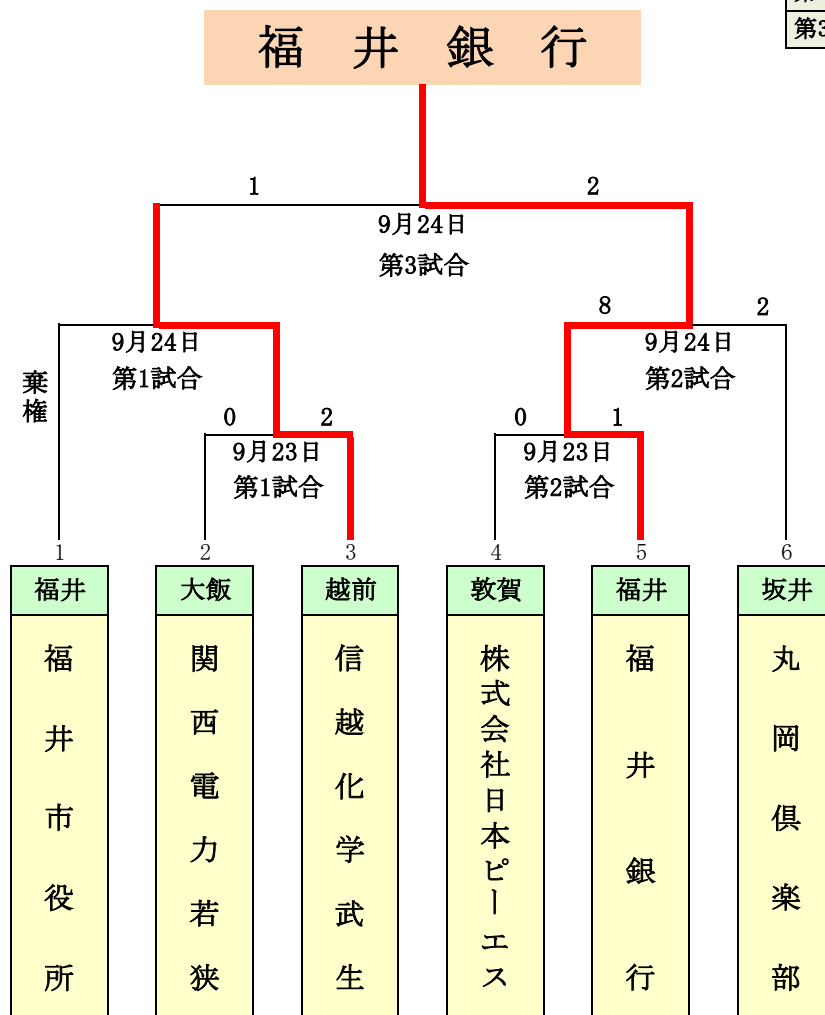 第3
福井銀行
1
2
9月24日
第3試合
8
2
9月24日
第1試合
9月24日
第2試合
棄権
0
2
0
1
9月23日
第1試合
9月23日
第2試合
1
2
3
4
5
6
福井
大飯
越前
敦賀
福井
坂井
福井市役所
関西電力若狭
信越化学武生
株式会社日本ピーエス
福井銀行
丸岡倶楽部